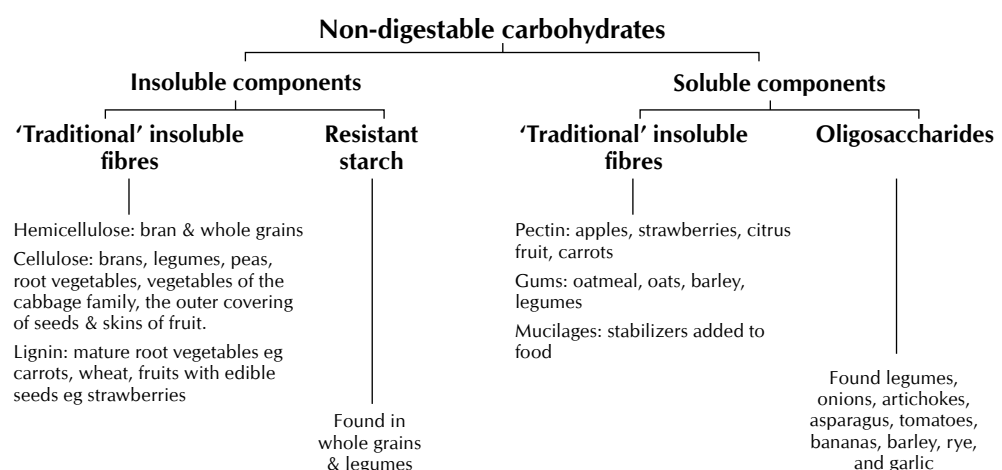 Non-digestable carbohydrates
Insoluble components
Soluble components
‘Traditional’ insoluble
fibres
Resistant
starch
‘Traditional’ insoluble
fibres
Oligosaccharides
Hemicellulose: bran & whole grains
Cellulose: brans, legumes, peas,
root vegetables, vegetables of the
cabbage family, the outer covering
of seeds & skins of fruit.
Lignin: mature root vegetables eg
carrots, wheat, fruits with edible
seeds eg strawberries
Found in
whole grains
& legumes
Pectin: apples, strawberries, citrus
fruit, carrots
Gums: oatmeal, oats, barley,
legumes
Mucilages: stabilizers added to
food
Found legumes,
onions, artichokes,
asparagus, tomatoes,
bananas, barley, rye,
and garlic